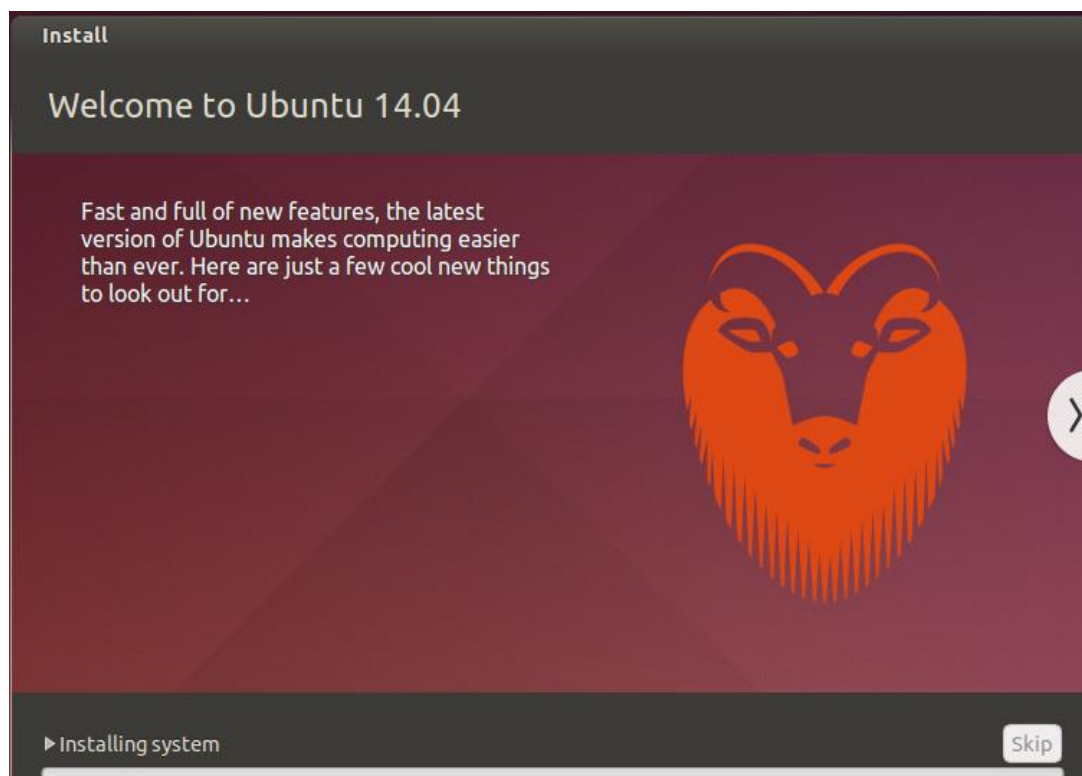 Install
Welcome to Ubuntu 14.04
Fast and full of new features, the latest
version of Ubuntu makes computing easier
than ever. Here are just a few cool new things
to look out for…
Installing system
Skip